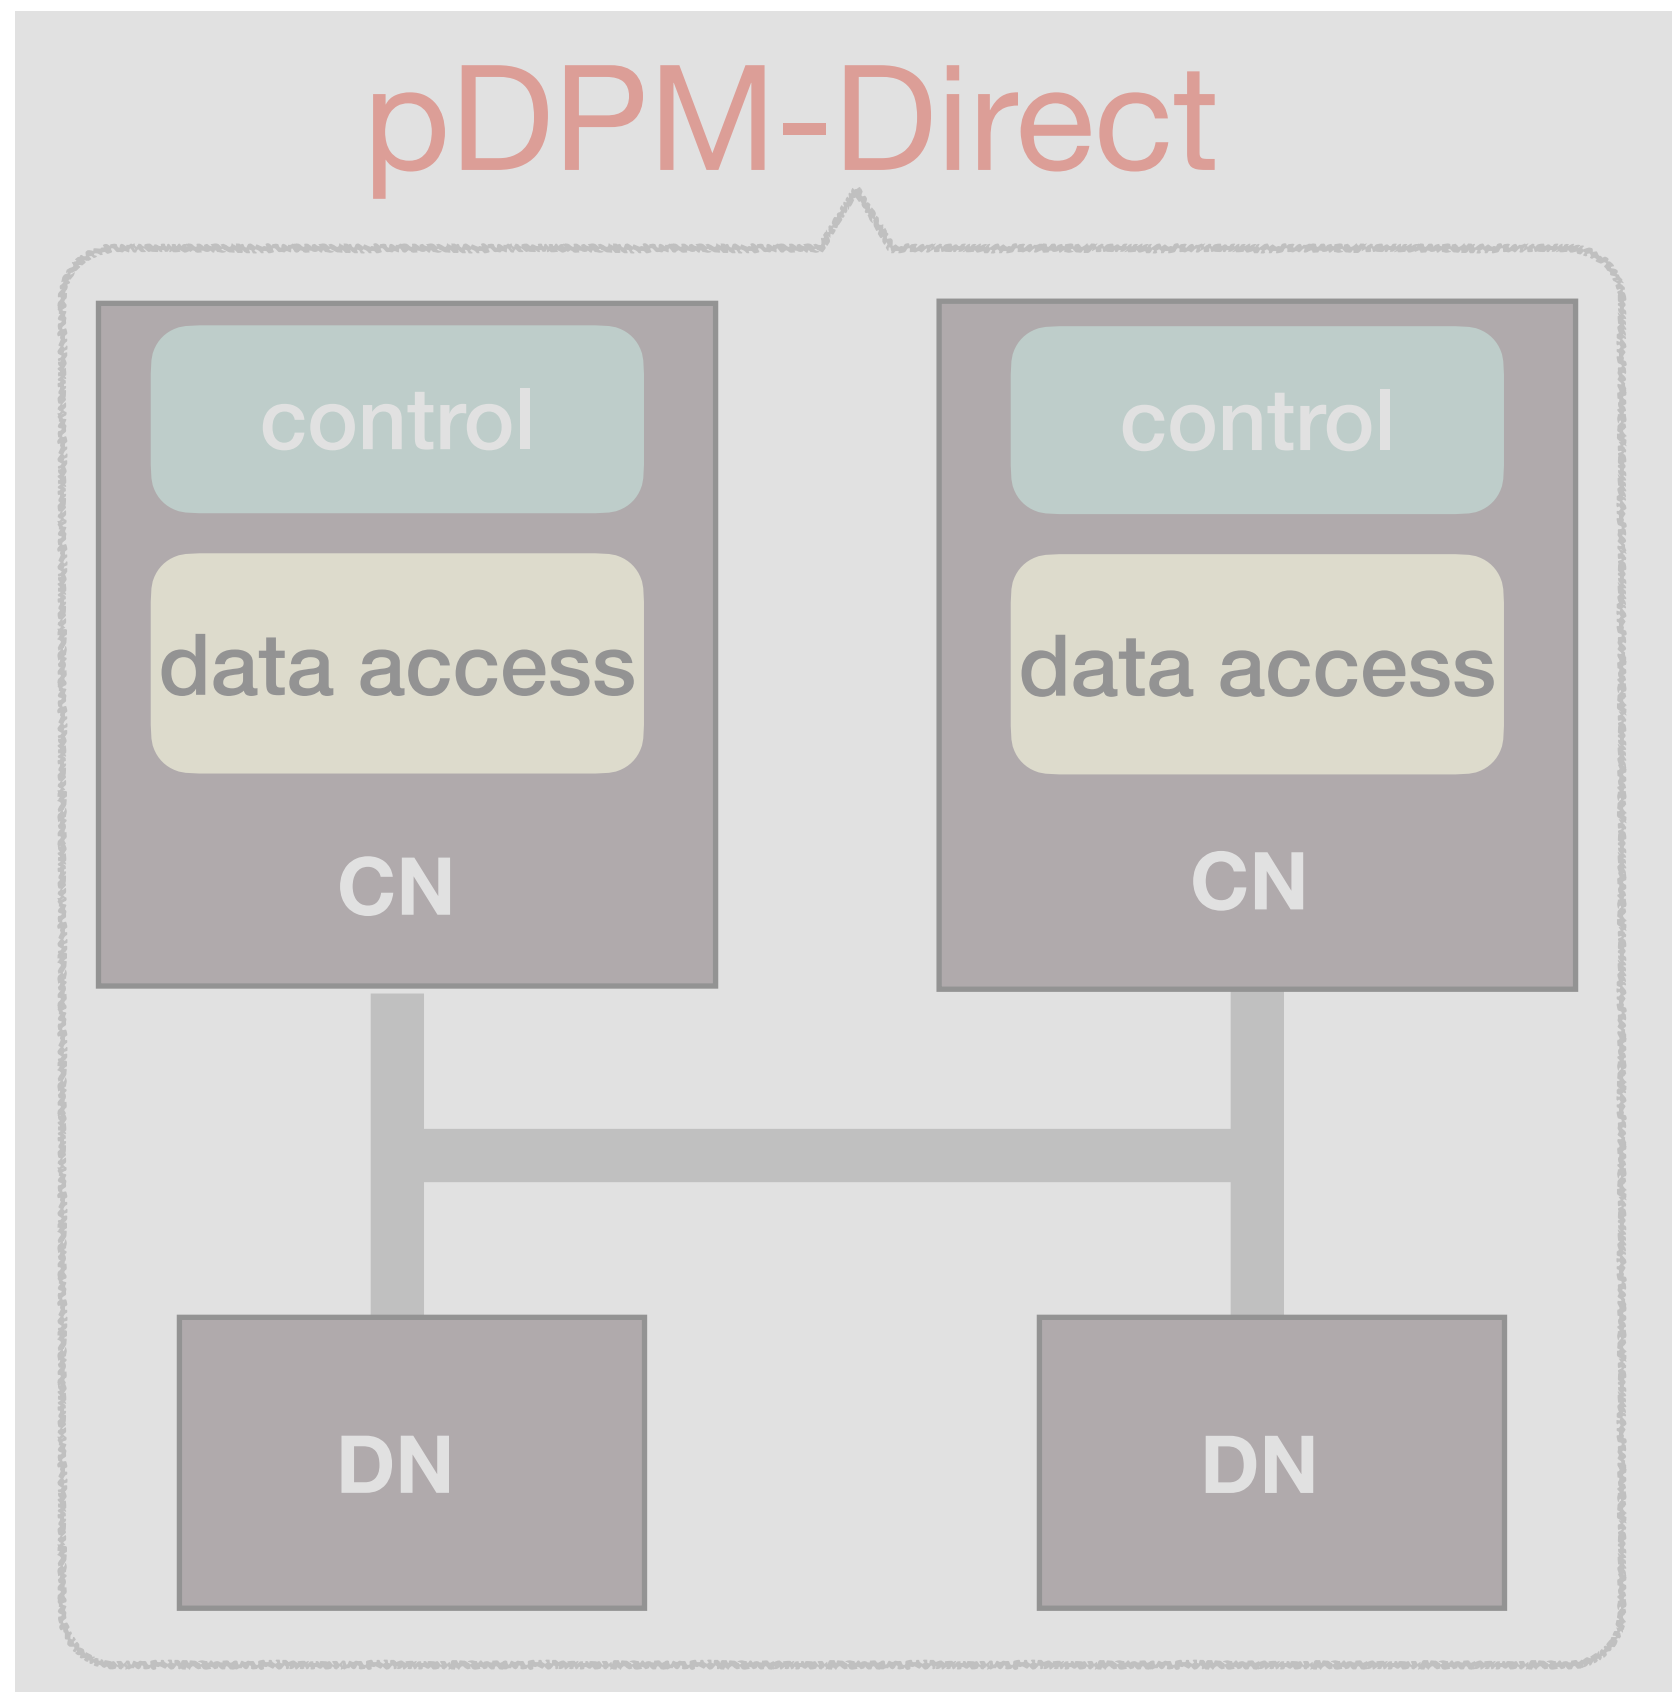 pDPM-Direct
control
control
data access
data access
CN
CN
DN
DN